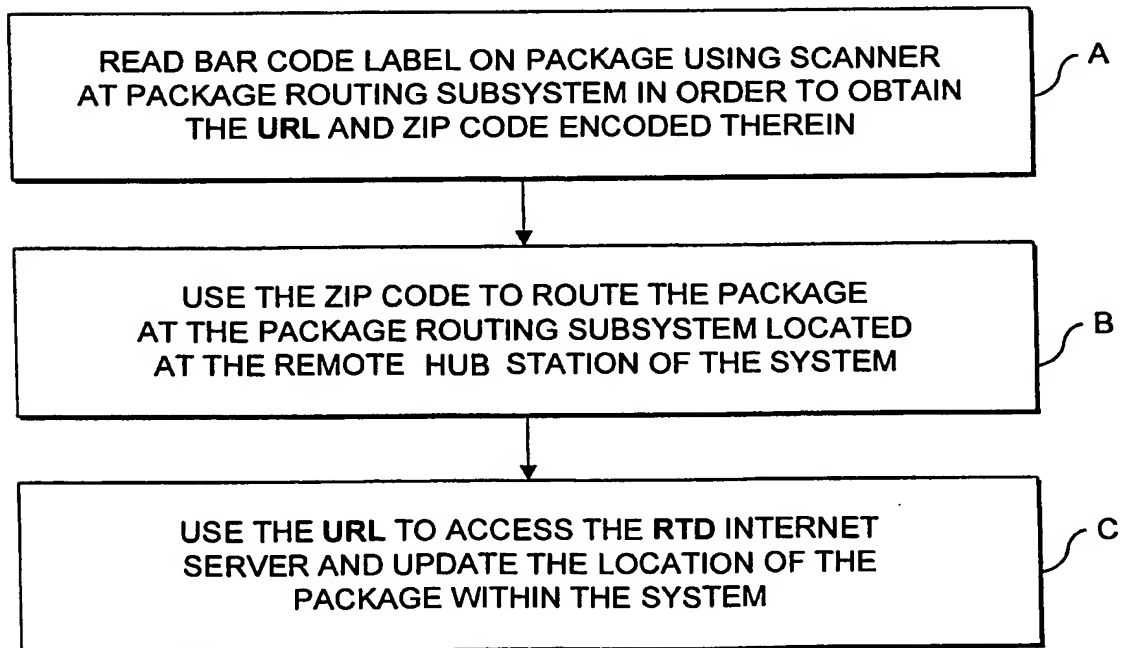 READ BAR CODE LABEL ON PACKAGE USING SCANNER
AT PACKAGE ROUTING SUBSYSTEM IN ORDER TO OBTAIN
THE URL AND ZIP CODE ENCODED THEREIN
A
USE THE ZIP CODE TO ROUTE THE PACKAGE
AT THE PACKAGE ROUTING SUBSYSTEM LOCATED
AT THE REMOTE HUB STATION OF THE SYSTEM
B
USE THE URL TO ACCESS THE RTD INTERNET
SERVER AND UPDATE THE LOCATION OF THE
PACKAGE WITHIN THE SYSTEM
C